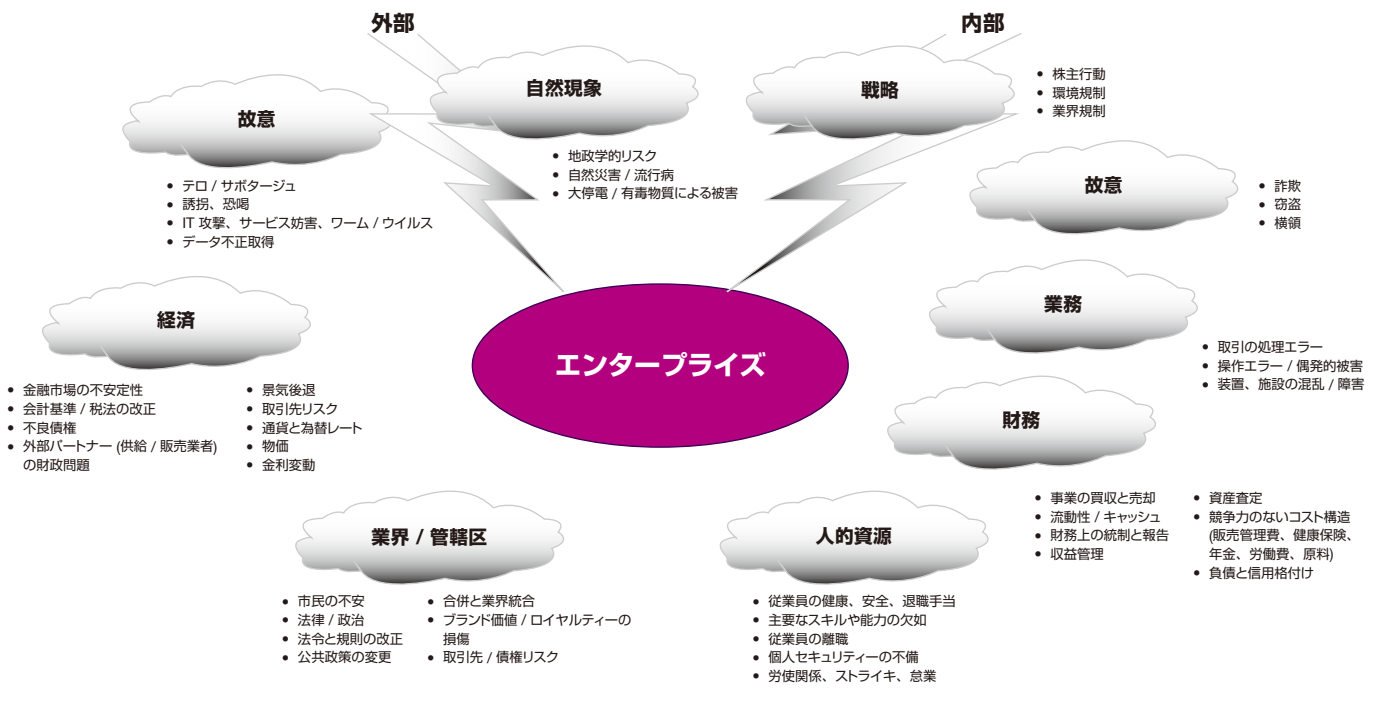 外部
内部
自然現象
• 地政学的リスク
• 自然災害 / 流行病
• 大停電 / 有毒物質による被害
戦略
• 株主行動
• 環境規制
• 業界規制
故意
• テロ / サボタージュ
• 誘拐、恐喝
• IT 攻撃、サービス妨害、ワーム / ウイルス
• データ不正取得
故意
• 詐欺
• 窃盗
• 横領
経済
• 金融市場の不安定性
• 会計基準 / 税法の改正
• 不良債権
• 外部パートナー (供給 / 販売業者)
の財政問題
• 景気後退
• 取引先リスク
• 通貨と為替レート
• 物価
• 金利変動
エンタープライズ
業務
• 取引の処理エラー
• 操作エラー / 偶発的被害
• 装置、施設の混乱 / 障害
財務
• 事業の買収と売却
• 流動性 / キャッシュ
• 財務上の統制と報告
• 収益管理
• 資産査定
• 競争力のないコスト構造
(販売管理費、健康保険、
年金、労働費、原料)
• 負債と信用格付け
業界 / 管轄区
• 市民の不安
• 法律 / 政治
• 法令と規則の改正
• 公共政策の変更
• 合併と業界統合
• ブランド価値 / ロイヤルティーの
損傷
• 取引先 / 債権リスク
人的資源
• 従業員の健康、安全、退職手当
• 主要なスキルや能力の欠如
• 従業員の離職
• 個人セキュリティーの不備
• 労使関係、ストライキ、怠業